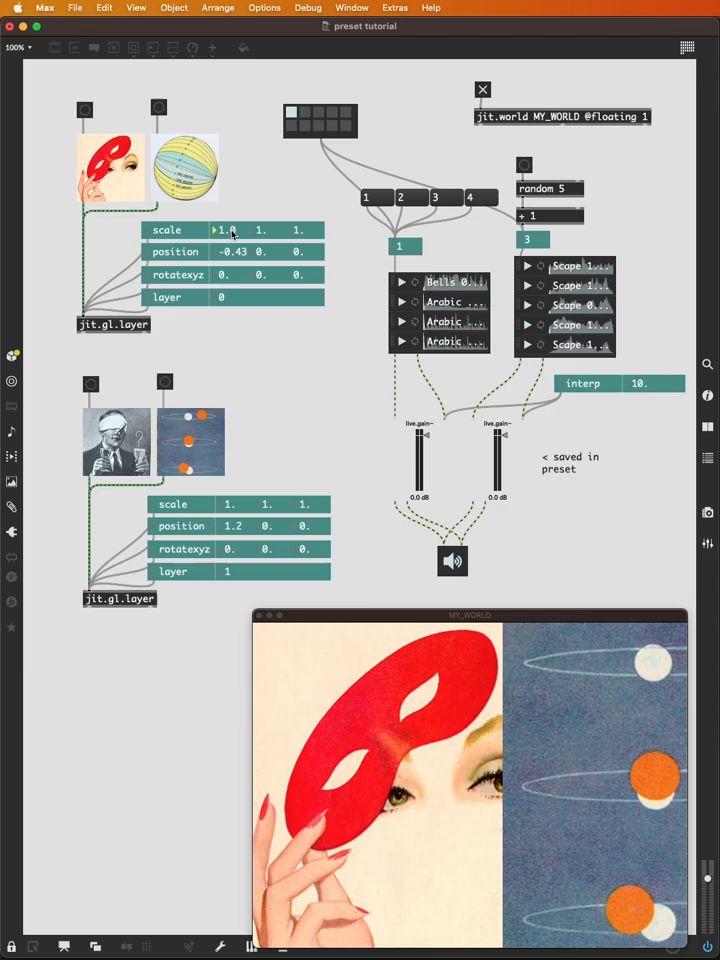 Max File Edit View Object Arrange Options Debug Window Extras Help
preset tutorial
100%
jit.world MY_WORLD @floating 1
random 5
+ 1
3
1 2 3 4
1
scale 1.0 1. 1.
position -0.43 0. 0.
rotatexyz 0. 0. 0.
layer 0
jit.gl.layer
Bells 0...
Arabic ...
Arabic ...
Arabic ...
Scape 1...
Scape 1...
Scape 0...
Scape 1...
Scape 1...
interp 10.
live.gain~
live.gain~
0.0 dB
0.0 dB
< saved in
preset
?
scale 1. 1. 1.
position 1.2 0. 0.
rotatexyz 0. 0. 0.
layer 1
jit.gl.layer
MY_WORLD